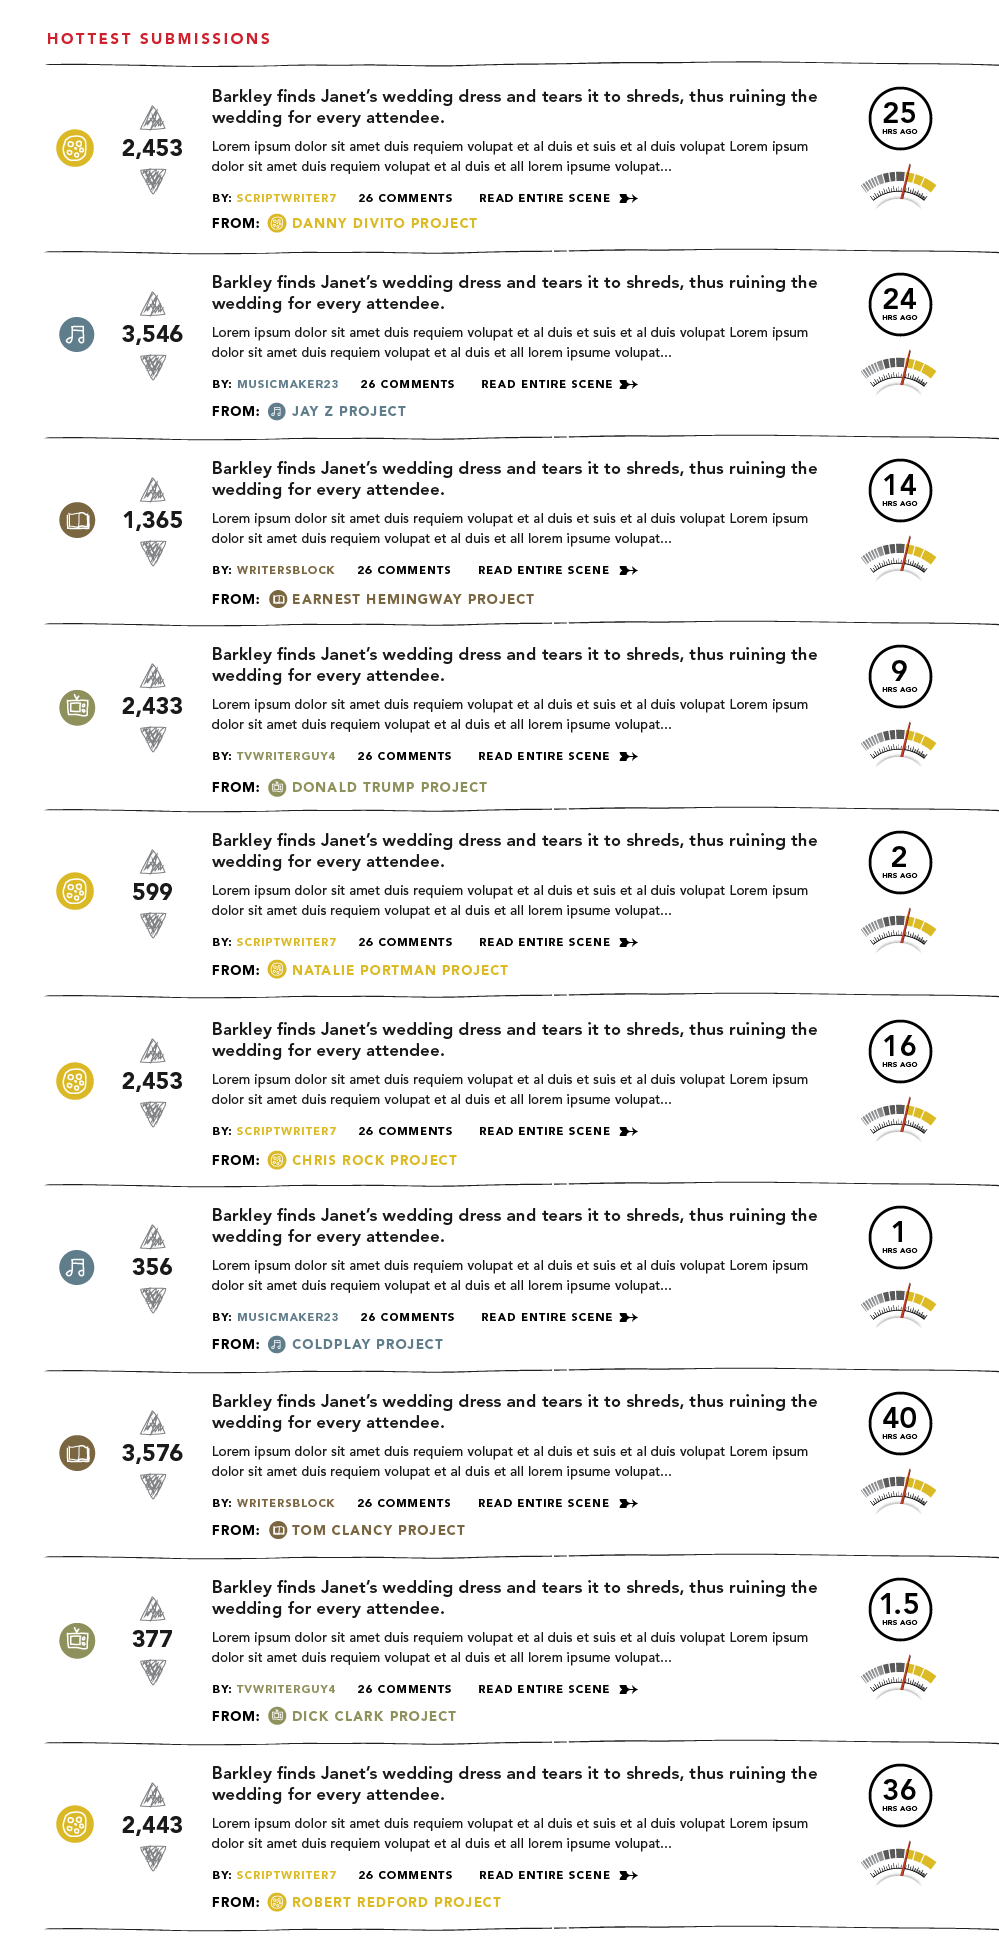 HOTTEST SUBMISSIONS
Barkley finds Janet’s wedding dress and tears it to shreds, thus ruining the
wedding for every attendee.
2,453
Lorem ipsum dolor sit amet duis requiem volupat et al duis et suis et al duis volupat Lorem ipsum
dolor sit amet duis requiem volupat et al duis et all lorem ipsume volupat...
BY: SCRIPTWRITER7 26 COMMENTS READ ENTIRE SCENE
FROM: DANNY DIVITO PROJECT
25
HRS AGO
Barkley finds Janet’s wedding dress and tears it to shreds, thus ruining the
wedding for every attendee.
3,546
Lorem ipsum dolor sit amet duis requiem volupat et al duis et suis et al duis volupat Lorem ipsum
dolor sit amet duis requiem volupat et al duis et all lorem ipsume volupat...
BY: MUSICMAKER23 26 COMMENTS READ ENTIRE SCENE
FROM: JAY Z PROJECT
24
HRS AGO
Barkley finds Janet’s wedding dress and tears it to shreds, thus ruining the
wedding for every attendee.
1,365
Lorem ipsum dolor sit amet duis requiem volupat et al duis et suis et al duis volupat Lorem ipsum
dolor sit amet duis requiem volupat et al duis et all lorem ipsume volupat...
BY: WRITERSBLOCK 26 COMMENTS READ ENTIRE SCENE
FROM: EARNEST HEMINGWAY PROJECT
14
HRS AGO
Barkley finds Janet’s wedding dress and tears it to shreds, thus ruining the
wedding for every attendee.
2,433
Lorem ipsum dolor sit amet duis requiem volupat et al duis et suis et al duis volupat Lorem ipsum
dolor sit amet duis requiem volupat et al duis et all lorem ipsume volupat...
BY: TVWRITERGUY4 26 COMMENTS READ ENTIRE SCENE
FROM: DONALD TRUMP PROJECT
9
HRS AGO
Barkley finds Janet’s wedding dress and tears it to shreds, thus ruining the
wedding for every attendee.
599
Lorem ipsum dolor sit amet duis requiem volupat et al duis et suis et al duis volupat Lorem ipsum
dolor sit amet duis requiem volupat et al duis et all lorem ipsume volupat...
BY: SCRIPTWRITER7 26 COMMENTS READ ENTIRE SCENE
FROM: NATALIE PORTMAN PROJECT
2
HRS AGO
Barkley finds Janet’s wedding dress and tears it to shreds, thus ruining the
wedding for every attendee.
2,453
Lorem ipsum dolor sit amet duis requiem volupat et al duis et suis et al duis volupat Lorem ipsum
dolor sit amet duis requiem volupat et al duis et all lorem ipsume volupat...
BY: SCRIPTWRITER7 26 COMMENTS READ ENTIRE SCENE
FROM: CHRIS ROCK PROJECT
16
HRS AGO
Barkley finds Janet’s wedding dress and tears it to shreds, thus ruining the
wedding for every attendee.
356
Lorem ipsum dolor sit amet duis requiem volupat et al duis et suis et al duis volupat Lorem ipsum
dolor sit amet duis requiem volupat et al duis et all lorem ipsume volupat...
BY: MUSICMAKER23 26 COMMENTS READ ENTIRE SCENE
FROM: COLDPLAY PROJECT
1
HRS AGO
Barkley finds Janet’s wedding dress and tears it to shreds, thus ruining the
wedding for every attendee.
3,576
Lorem ipsum dolor sit amet duis requiem volupat et al duis et suis et al duis volupat Lorem ipsum
dolor sit amet duis requiem volupat et al duis et all lorem ipsume volupat...
BY: WRITERSBLOCK 26 COMMENTS READ ENTIRE SCENE
FROM: TOM CLANCY PROJECT
40
HRS AGO
Barkley finds Janet’s wedding dress and tears it to shreds, thus ruining the
wedding for every attendee.
377
Lorem ipsum dolor sit amet duis requiem volupat et al duis et suis et al duis volupat Lorem ipsum
dolor sit amet duis requiem volupat et al duis et all lorem ipsume volupat...
BY: TVWRITERGUY4 26 COMMENTS READ ENTIRE SCENE
FROM: DICK CLARK PROJECT
1.5
HRS AGO
Barkley finds Janet’s wedding dress and tears it to shreds, thus ruining the
wedding for every attendee.
2,443
Lorem ipsum dolor sit amet duis requiem volupat et al duis et suis et al duis volupat Lorem ipsum
dolor sit amet duis requiem volupat et al duis et all lorem ipsume volupat...
BY: SCRIPTWRITER7 26 COMMENTS READ ENTIRE SCENE
FROM: ROBERT REDFORD PROJECT
36
HRS AGO